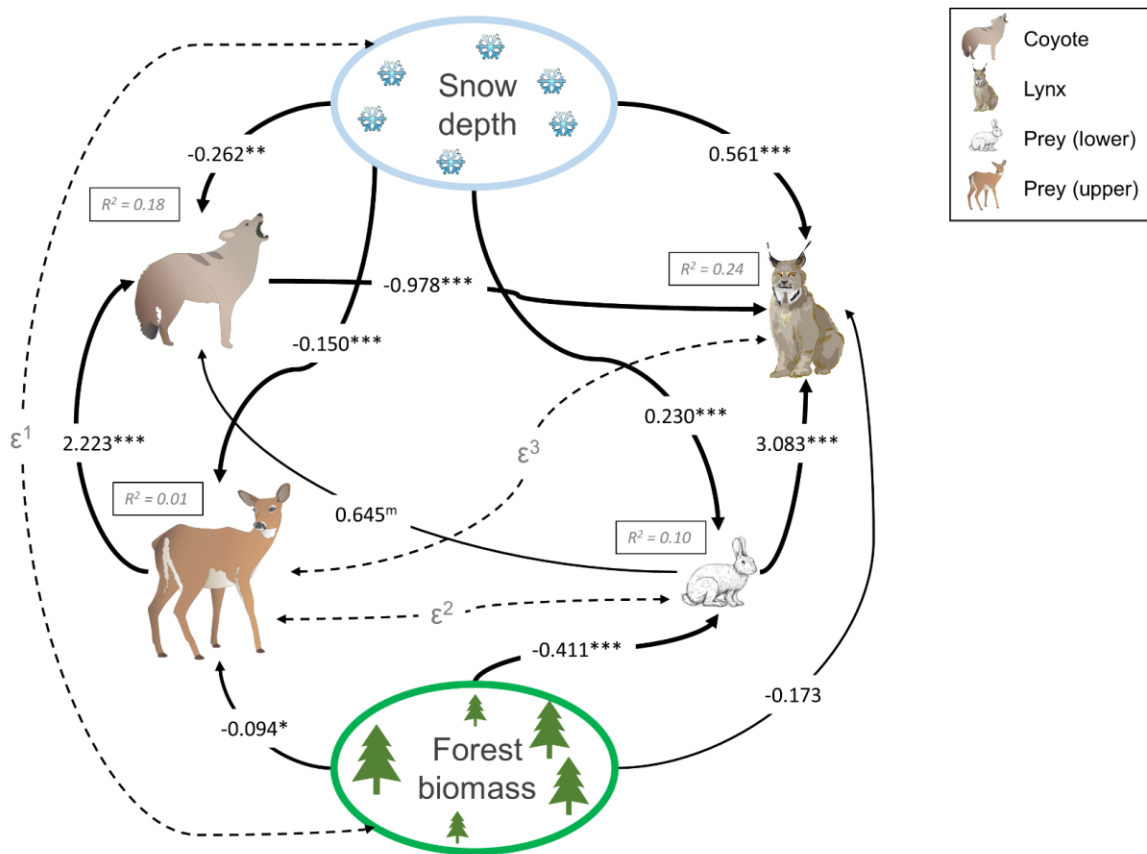 Snow
depth
Coyote
Lynx
Prey (lower)
Prey (upper)
-0.262**
0.561***
R² = 0.18
R² = 0.24
-0.978***
-0.150***
0.230***
ε¹
2.223***
ε³
3.083***
R² = 0.01
0.645ᵐ
R² = 0.10
ε²
-0.411***
-0.173
-0.094*
Forest
biomass